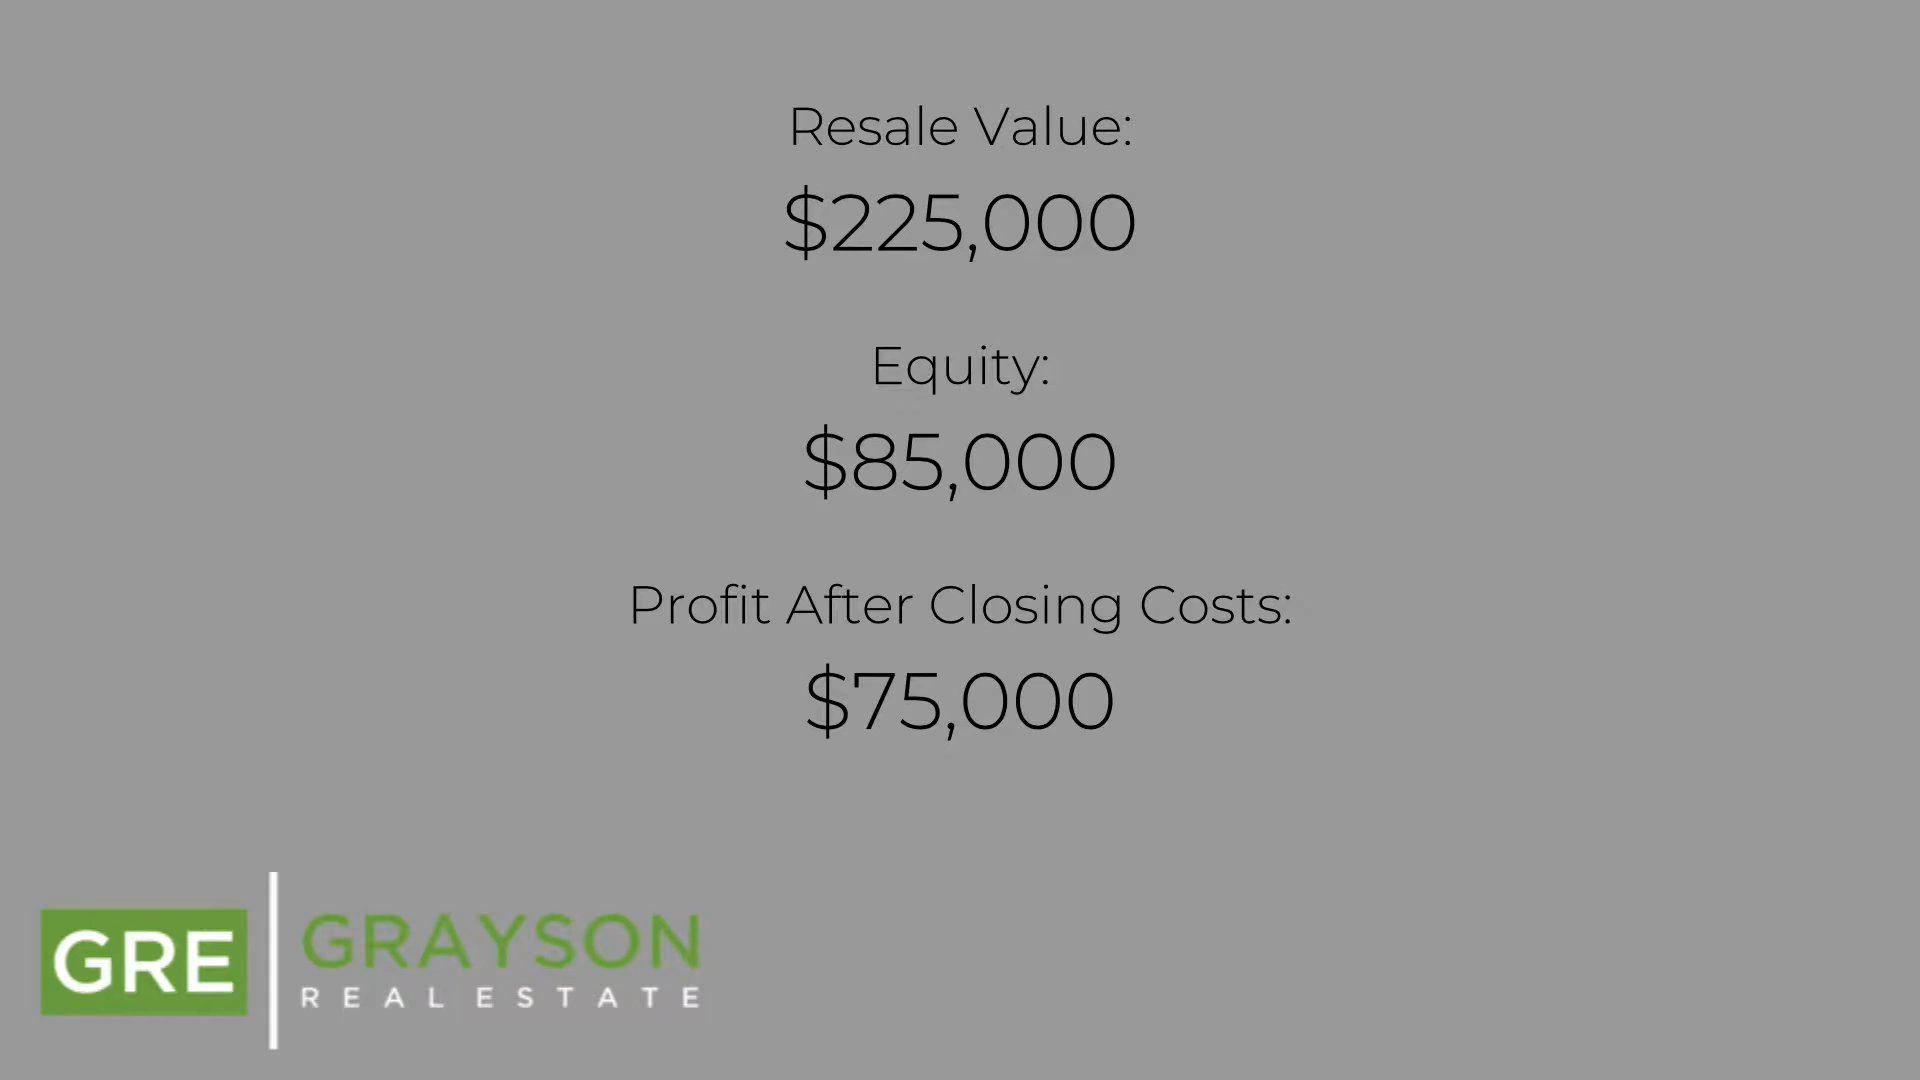 Resale Value:
$225,000
Equity:
$85,000
Profit After Closing Costs:
$75,000
GRE
GRAYSON
REAL ESTATE